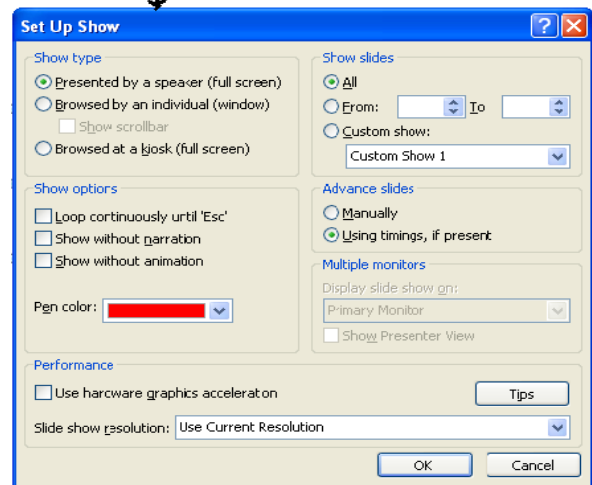 Set Up Show
Show type
Presented by a speaker (full screen)
Browsed by an individual (window)
Show scrollbar
Browsed at a kiosk (full screen)
Show slides
All
From: To
Custom show:
Custom Show 1
Show options
Loop continuously until 'Esc'
Show without narration
Show without animation
Pen color:
Advance slides
Manually
Using timings, if present
Multiple monitors
Display slide show on:
Primary Monitor
Show Presenter View
Performance
Use hardware graphics acceleration
Tips
Slide show resolution: Use Current Resolution
OK Cancel